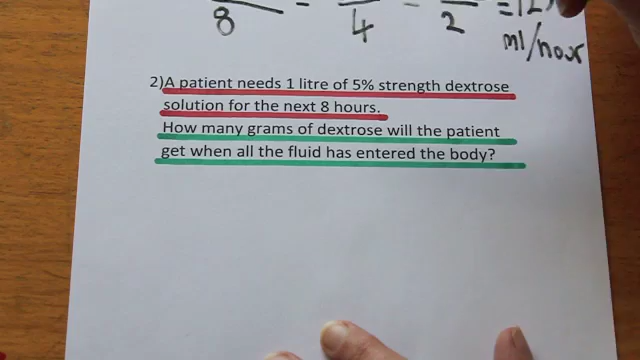 8 = 4 = 2 = 12
ml/hour
2)A patient needs 1 litre of 5% strength dextrose
solution for the next 8 hours.
How many grams of dextrose will the patient
get when all the fluid has entered the body?